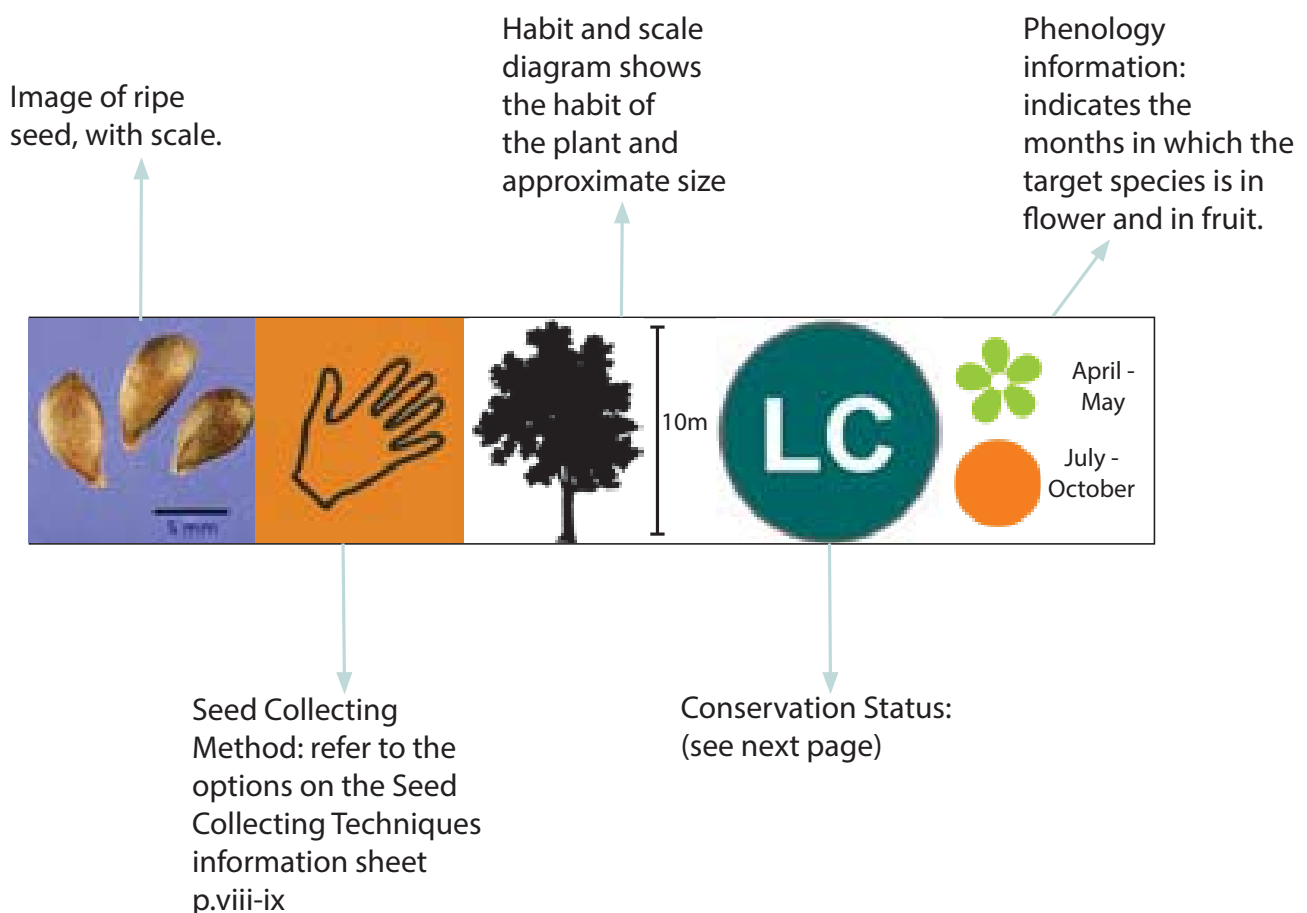 Image of ripe
seed, with scale.
Habit and scale
diagram shows
the habit of
the plant and
approximate size
Phenology
information:
indicates the
months in which the
target species is in
flower and in fruit.
5 mm
10m
LC
April -
May
July -
October
Seed Collecting
Method: refer to the
options on the Seed
Collecting Techniques
information sheet
p.viii-ix
Conservation Status:
(see next page)